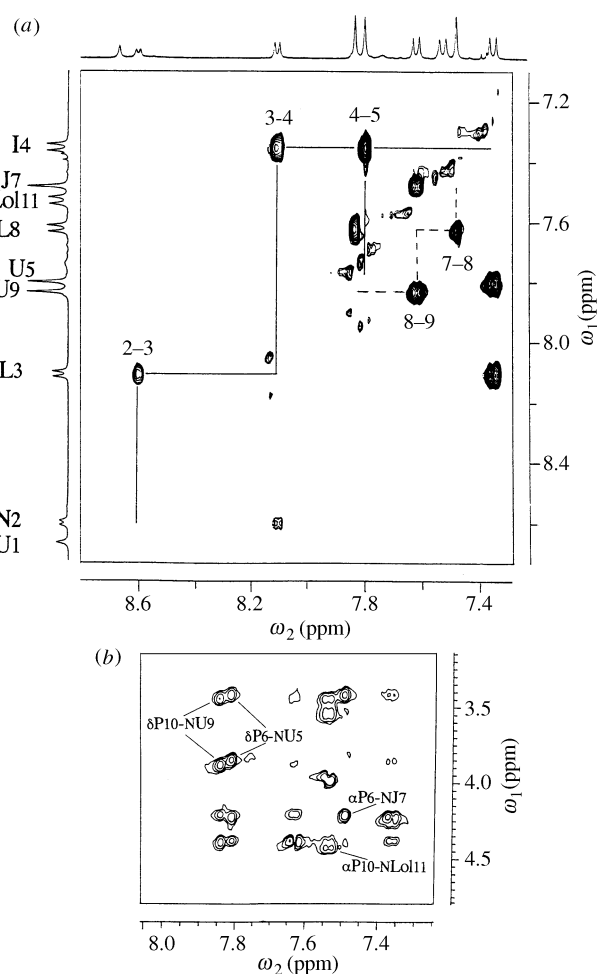 (a)
3-4
4–5
7.2
I4
J7
Lol11
L8
7.6
U5
U9
7–8
8–9
ω1 (ppm)
8.0
2–3
L3
8.4
N2
U1
8.6
8.2
7.8
7.4
ω2 (ppm)
(b)
δP10-NU9
δP6-NU5
3.5
4.0
ω1 (ppm)
αP6-NJ7
αP10-NLol11
4.5
8.0
7.8
7.6
7.4
ω2 (ppm)